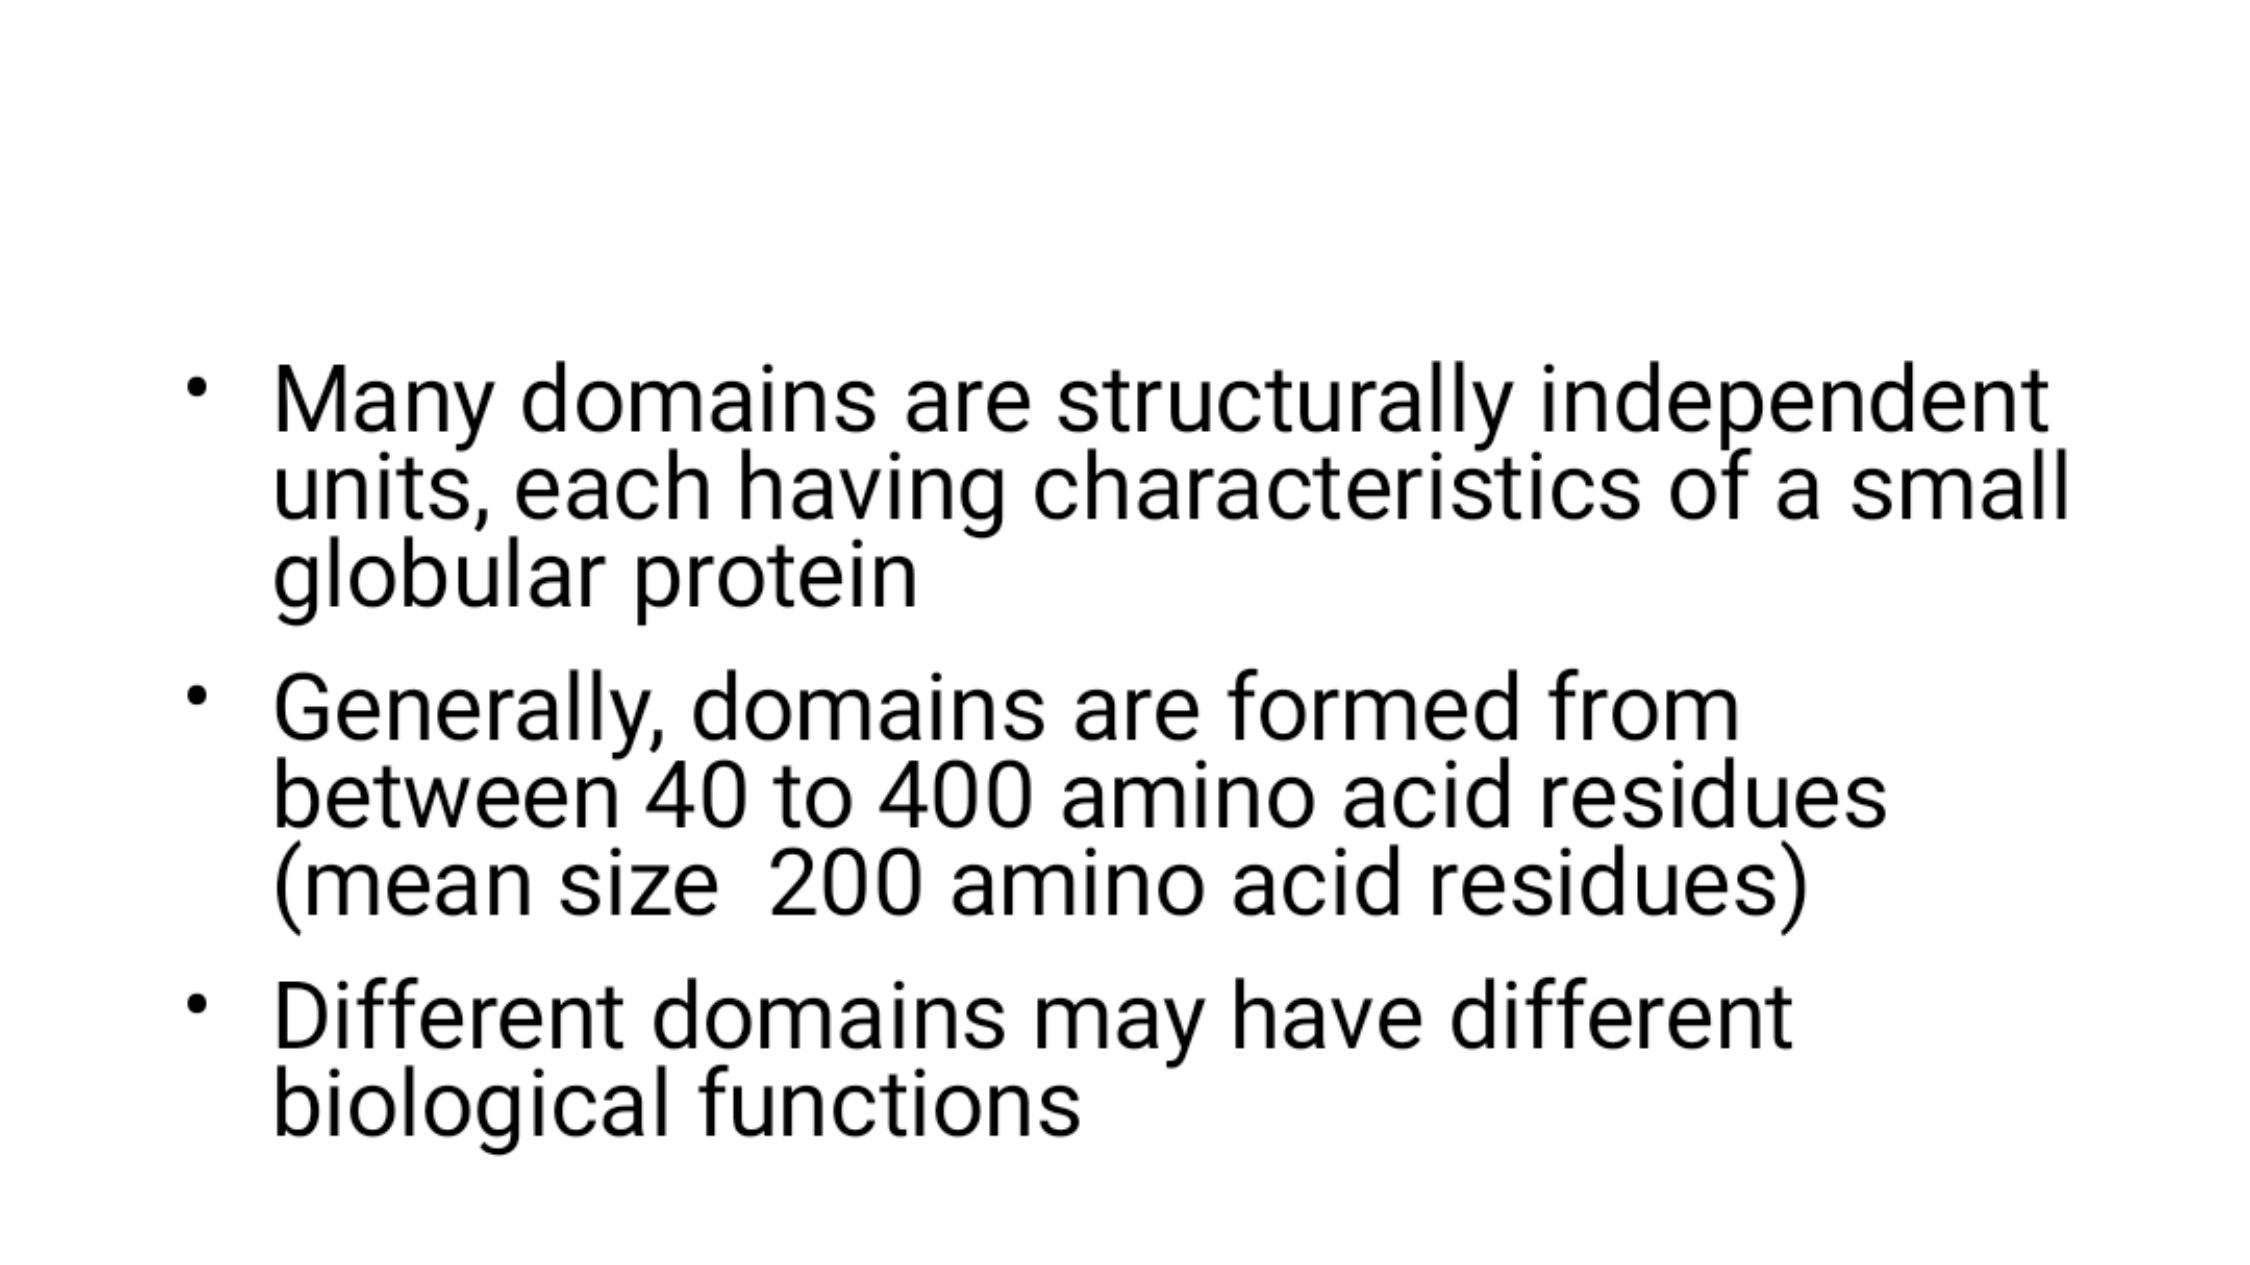 • Many domains are structurally independent
units, each having characteristics of a small
globular protein
• Generally, domains are formed from
between 40 to 400 amino acid residues
(mean size  200 amino acid residues)
• Different domains may have different
biological functions